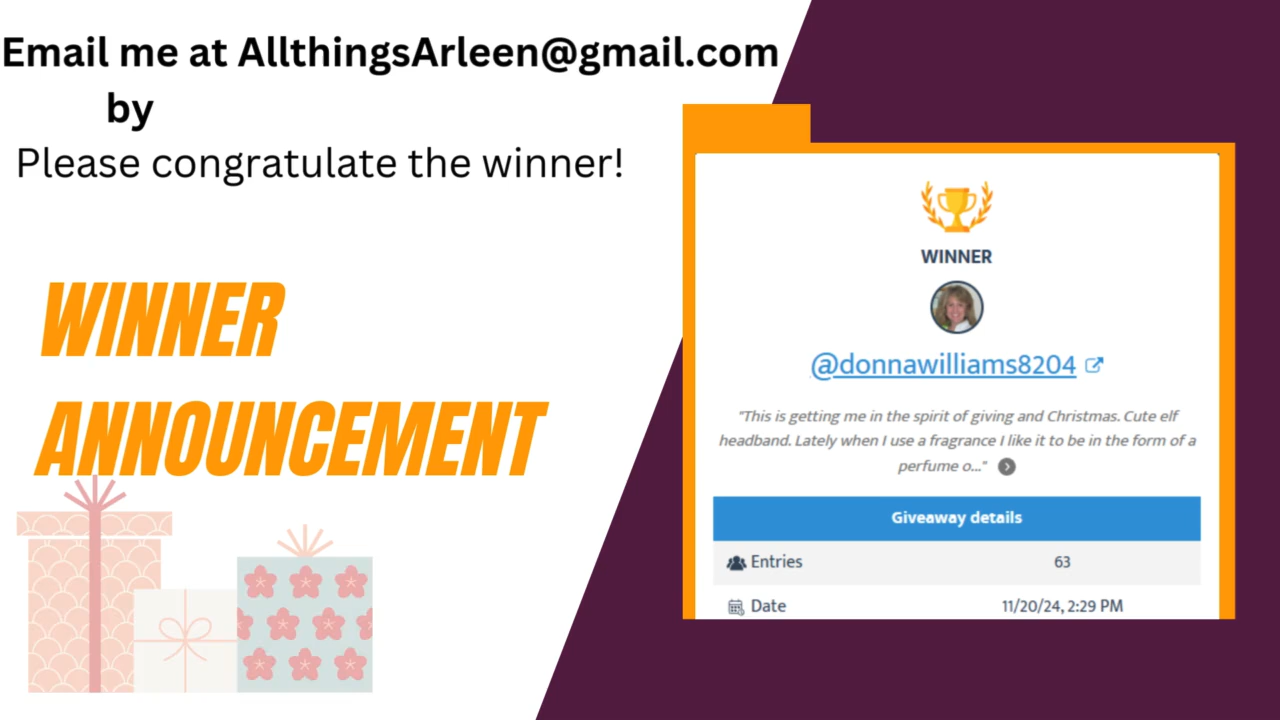 Email me at AllthingsArleen@gmail.com
by
Please congratulate the winner!
WINNER
ANNOUNCEMENT
WINNER
@donnawilliams8204
"This is getting me in the spirit of giving and Christmas. Cute elf
headband. Lately when I use a fragrance I like it to be in the form of a
perfume o..."
Giveaway details
Entries 63
Date 11/20/24, 2:29 PM